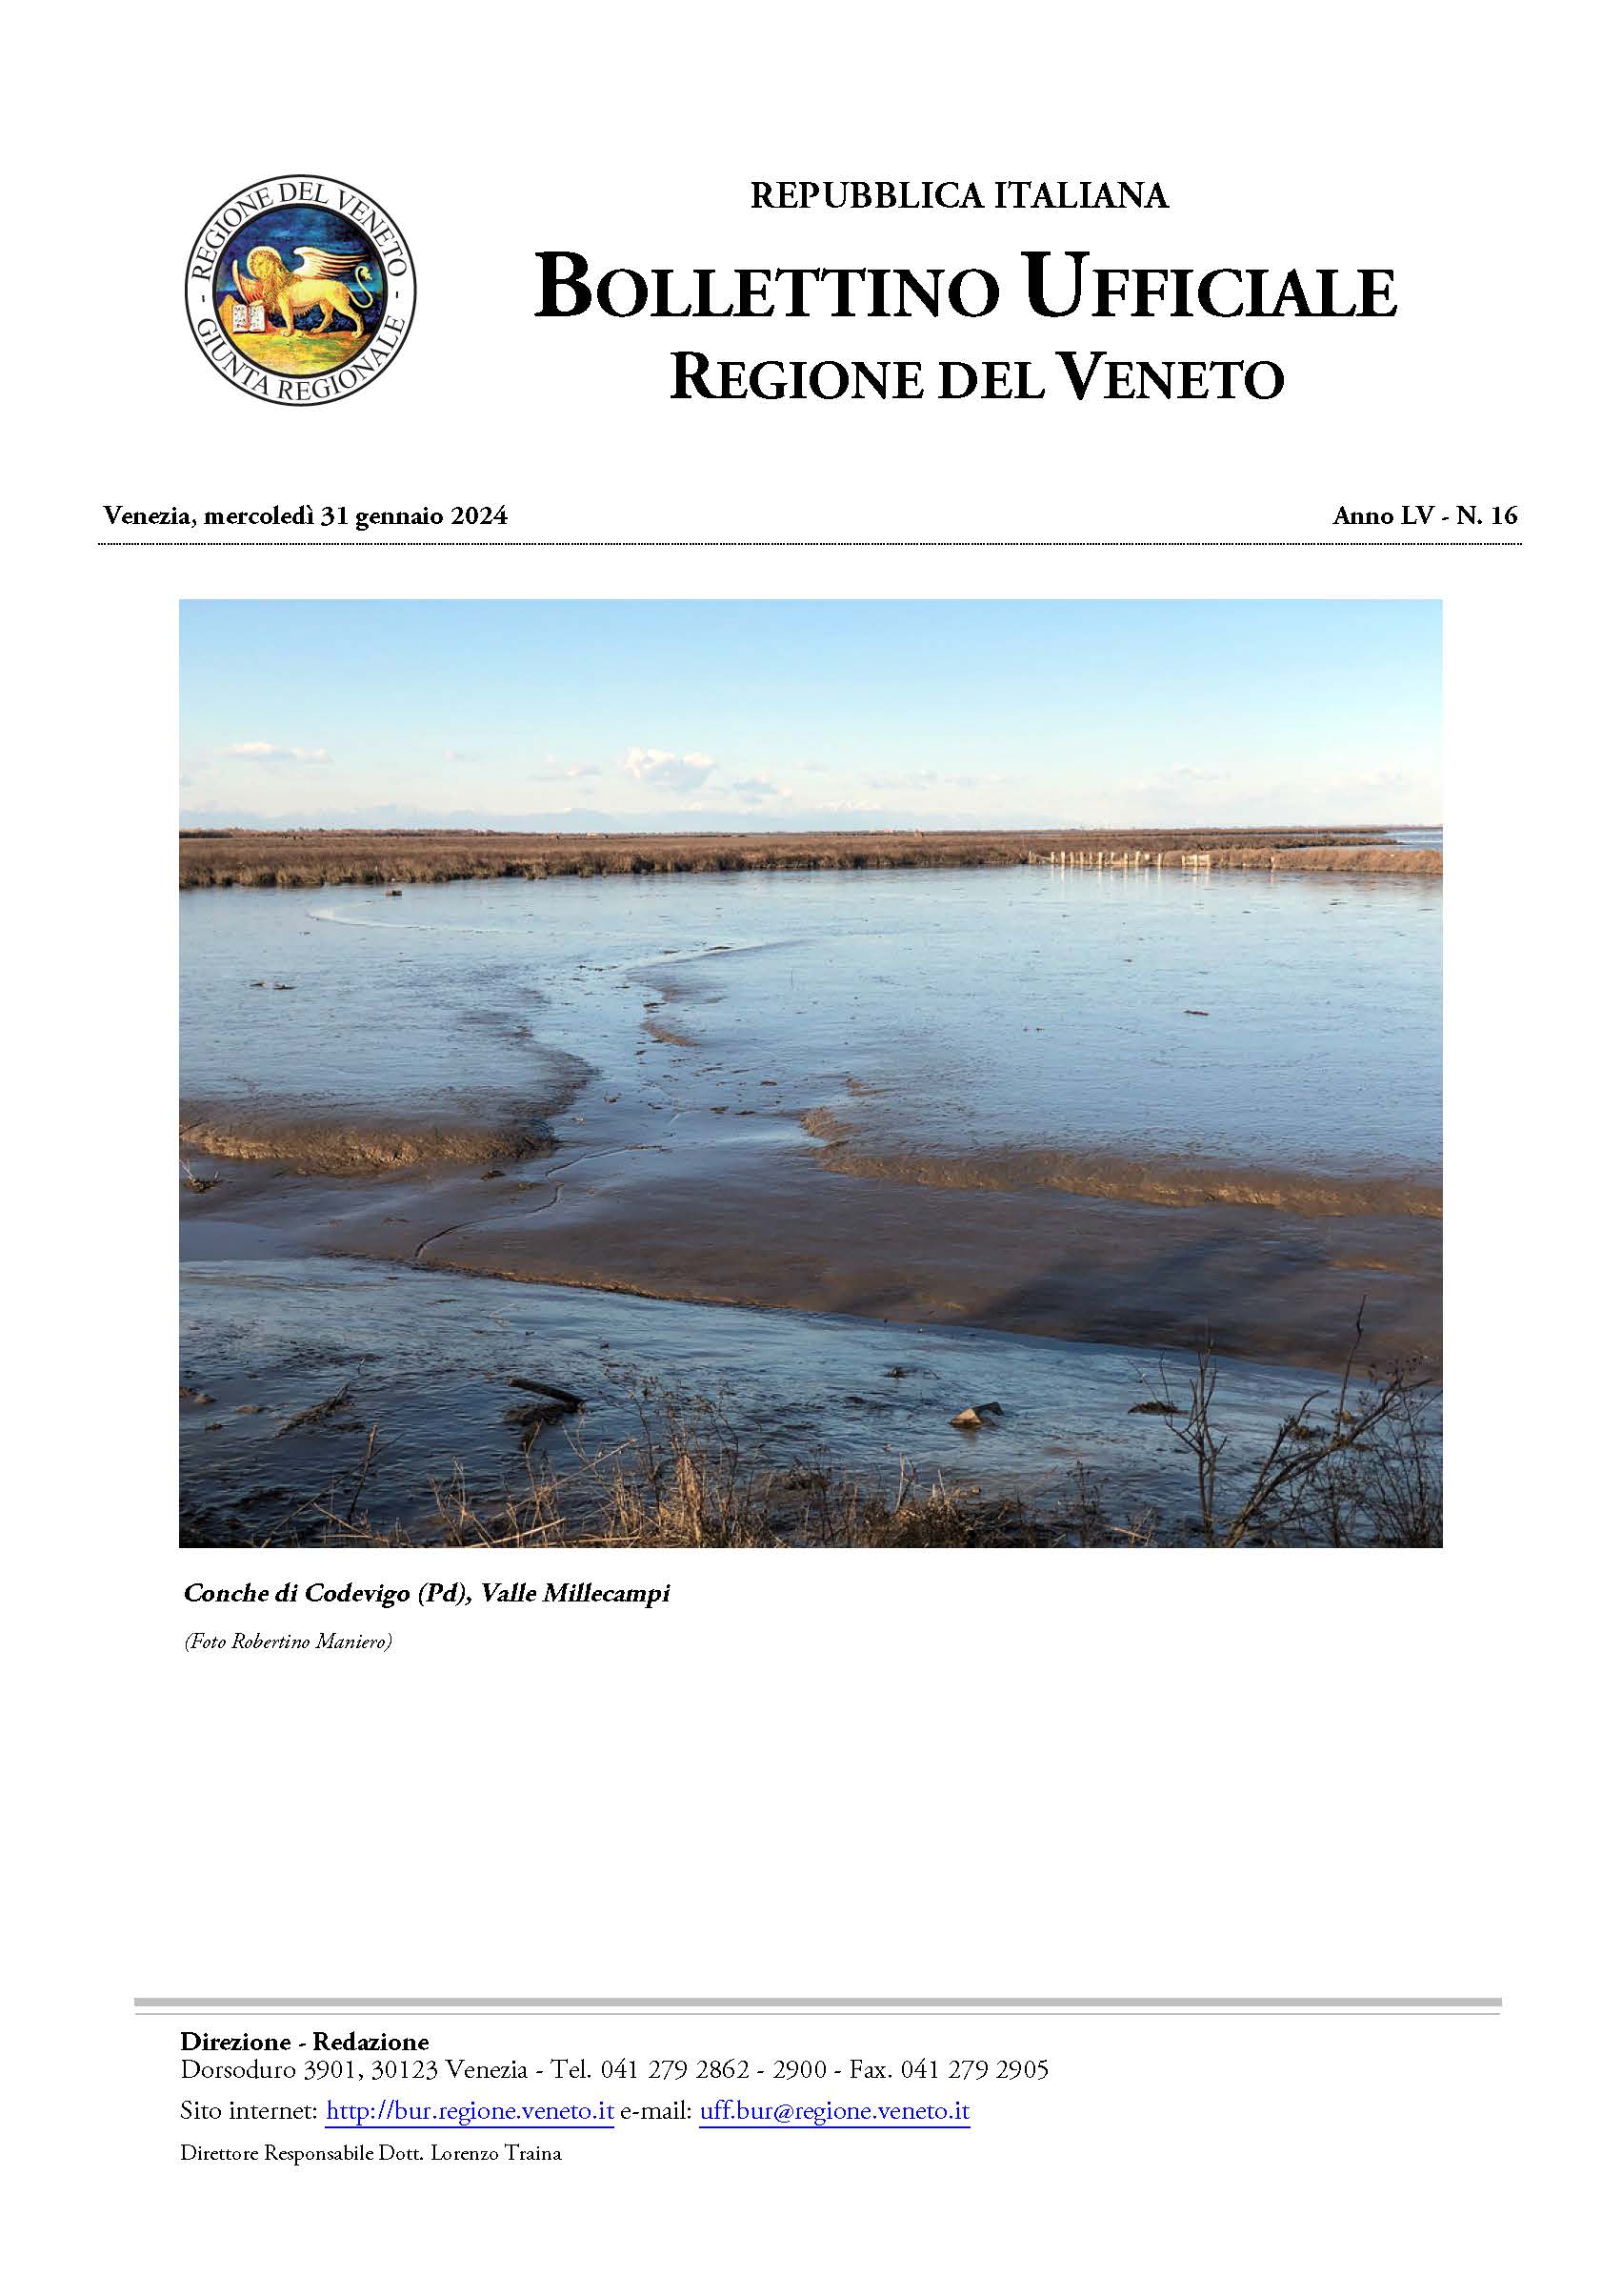 - REGIONE DEL VENETO -
GIUNTA REGIONALE
REPUBBLICA ITALIANA
BOLLETTINO UFFICIALE
REGIONE DEL VENETO
Venezia, mercoledì 31 gennaio 2024
Anno LV - N. 16
Conche di Codevigo (Pd), Valle Millecampi
(Foto Robertino Maniero)
Direzione - Redazione
Dorsoduro 3901, 30123 Venezia - Tel. 041 279 2862 - 2900 - Fax. 041 279 2905
Sito internet: http://bur.regione.veneto.it e-mail: uff.bur@regione.veneto.it
Direttore Responsabile Dott. Lorenzo Traina